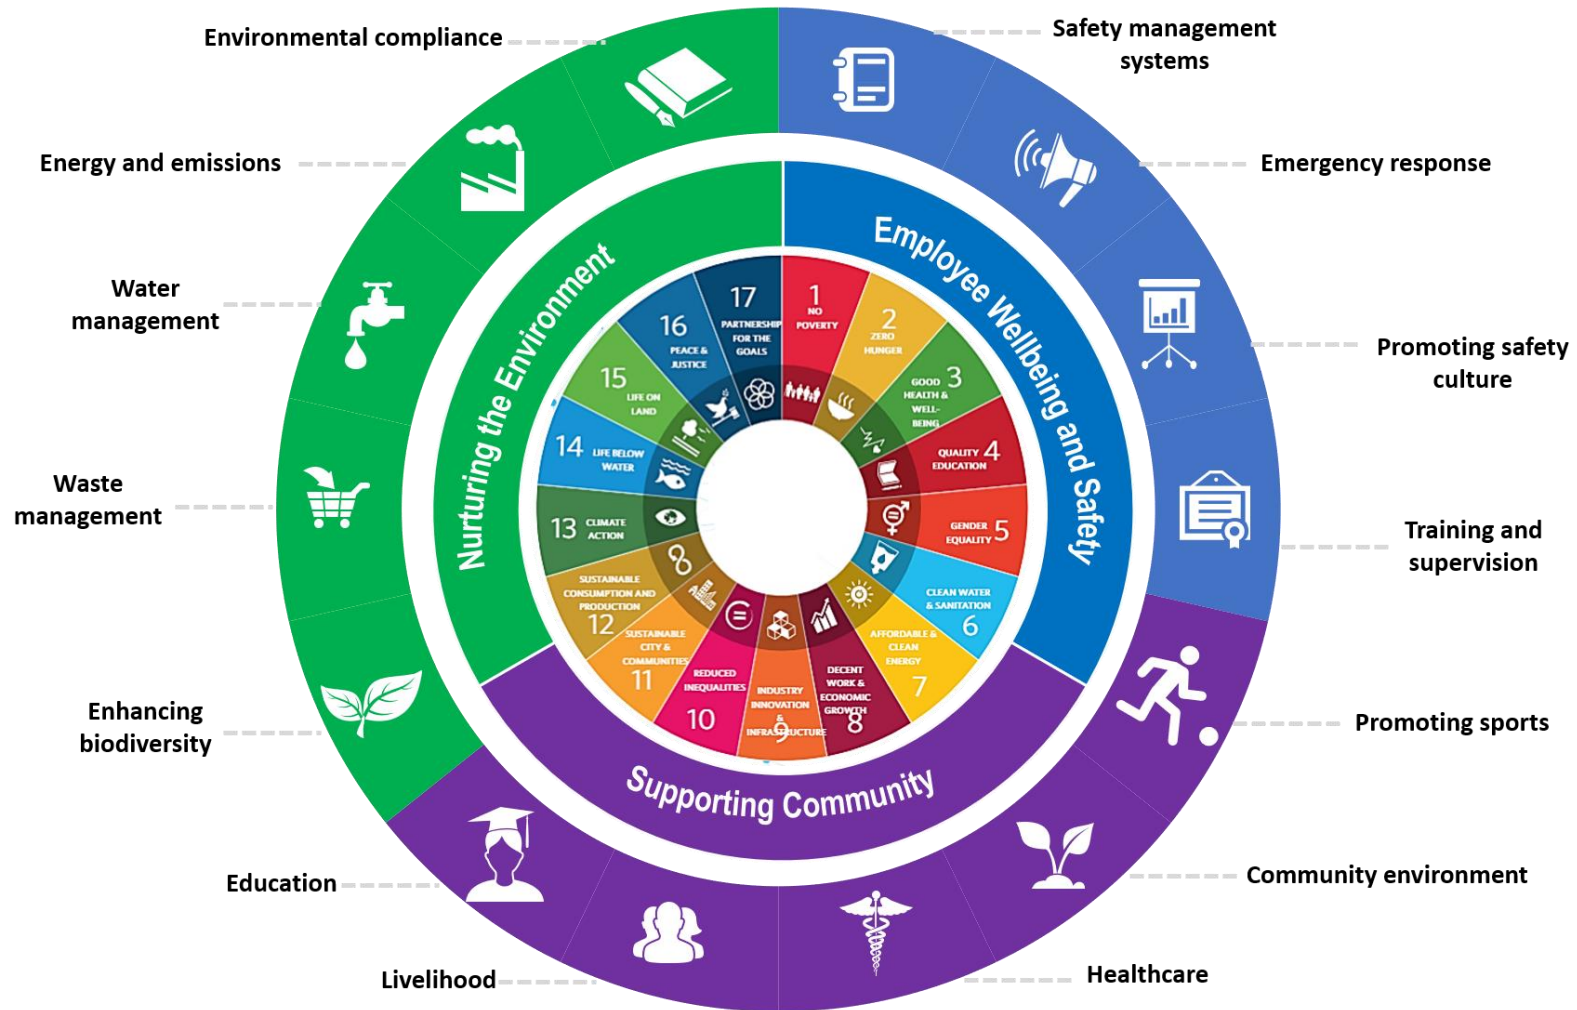 Environmental compliance
Safety management
systems
Energy and emissions
Emergency response
Water
management
Promoting safety
culture
Waste
management
Training and
supervision
Enhancing
biodiversity
Promoting sports
Education
Community environment
Livelihood
Healthcare
Nurturing the Environment
Employee Wellbeing and Safety
Supporting Community
1
NO
POVERTY
2
ZERO
HUNGER
3
GOOD
HEALTH &
WELL-
BEING
4
QUALITY
EDUCATION
5
GENDER
EQUALITY
CLEAN WATER
& SANITATION
6
AFFORDABLE &
CLEAN
ENERGY
7
DECENT
WORK &
ECONOMIC
GROWTH
8
INDUSTRY
INNOVATION
&
INFRASTRUCTURE
9
REDUCED
INEQUALITIES
10
SUSTAINABLE
CITY &
COMMUNITIES
11
SUSTAINABLE
CONSUMPTION AND
PRODUCTION
12
13
CLIMATE
ACTION
14
LIFE BELOW
WATER
15
LIFE ON
LAND
16
PEACE &
JUSTICE
17
PARTNERSHIP
FOR THE
GOALS